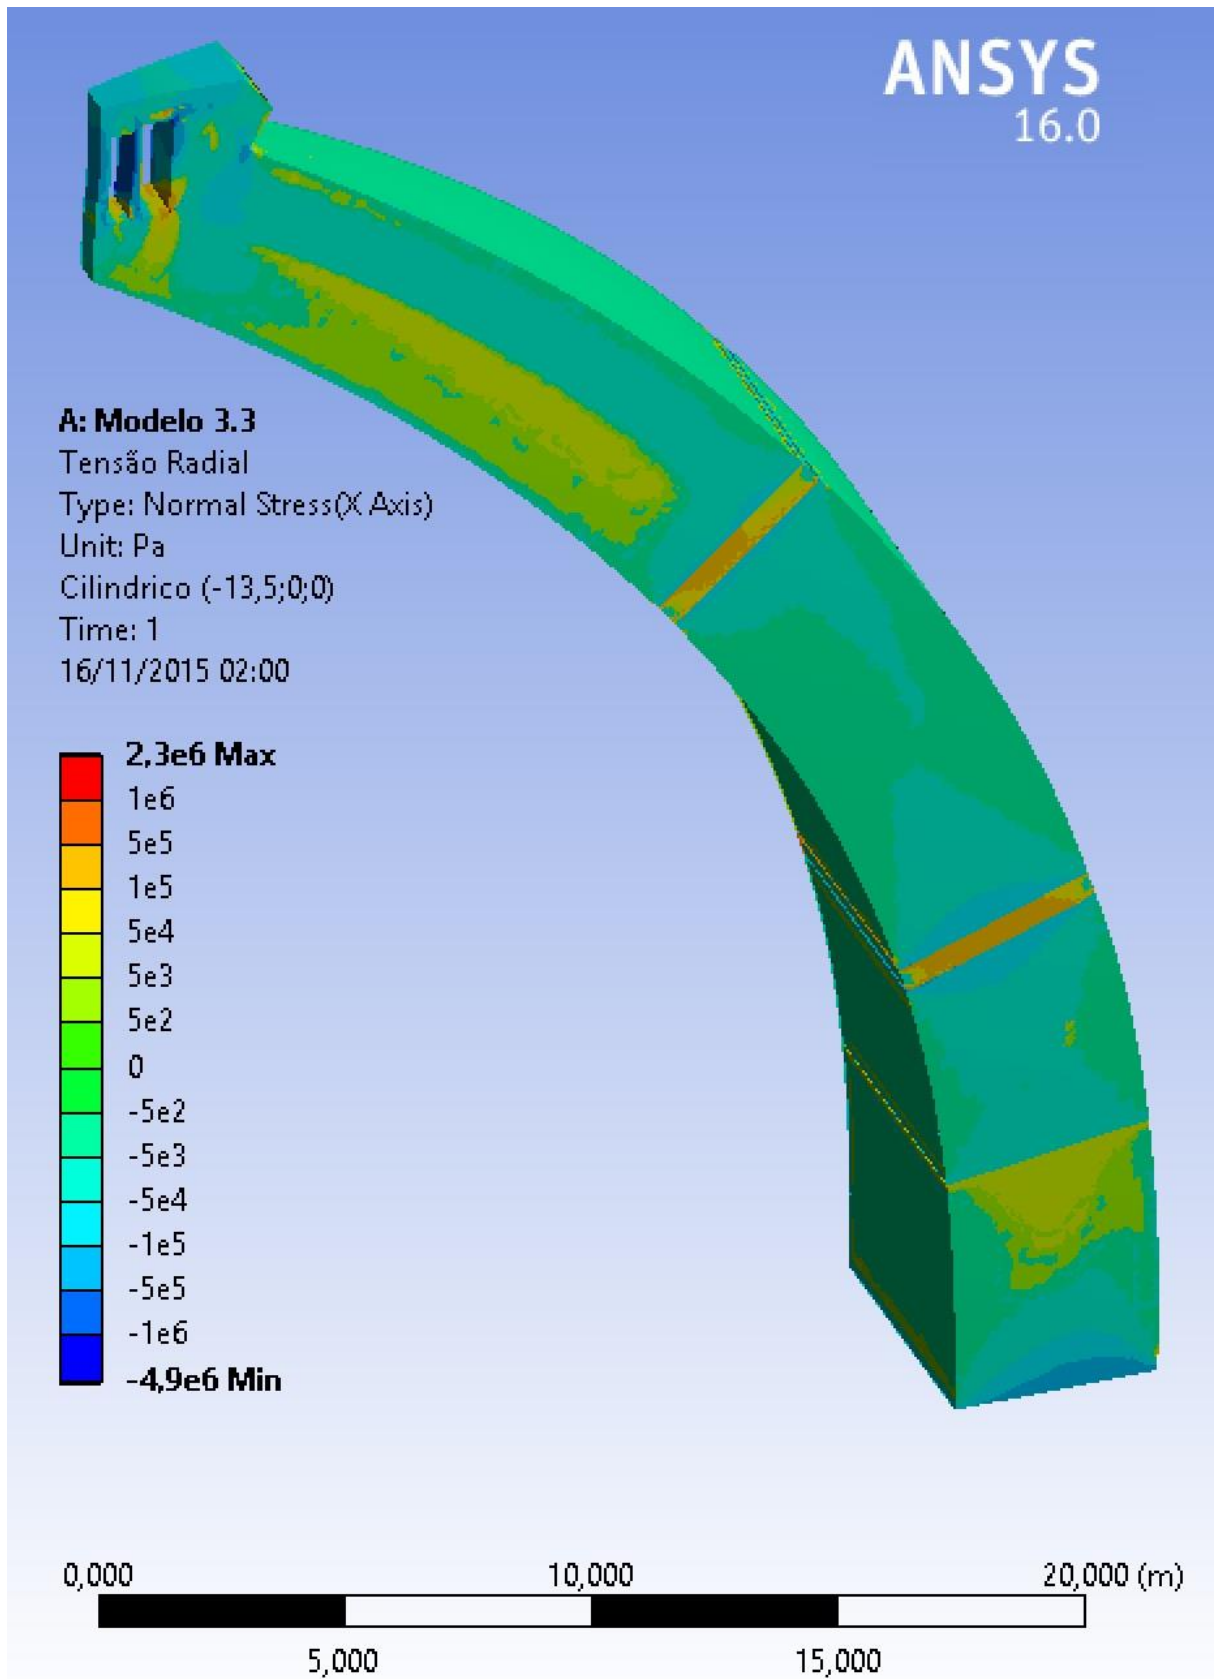 ANSYS
16.0
A: Modelo 3.3
Tensão Radial
Type: Normal Stress(X Axis)
Unit: Pa
Cilindrico (-13,5;0;0)
Time: 1
16/11/2015 02:00
2,3e6 Max
1e6
5e5
1e5
5e4
5e3
5e2
0
-5e2
-5e3
-5e4
-1e5
-5e5
-1e6
-4,9e6 Min
0,000 10,000 20,000 (m)
5,000 15,000